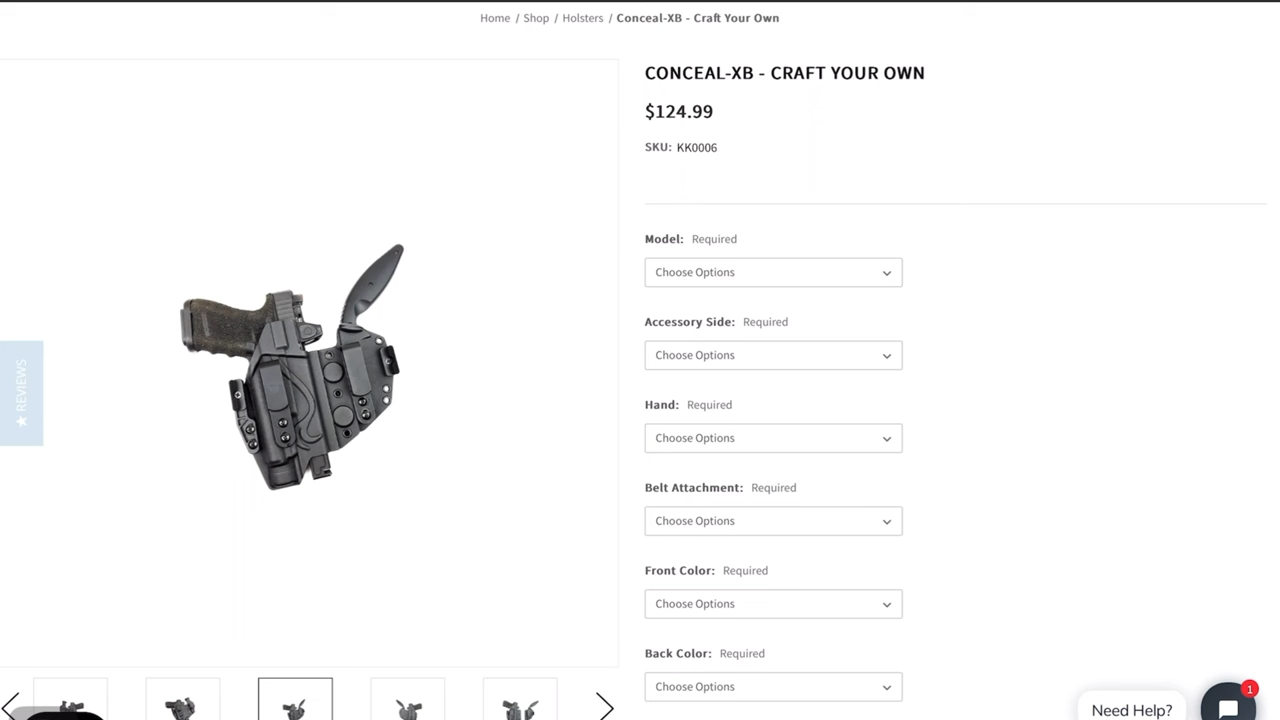 Home / Shop / Holsters / Conceal-XB - Craft Your Own
CONCEAL-XB - CRAFT YOUR OWN
$124.99
SKU: KK0006
Model: Required
Choose Options
Accessory Side: Required
Choose Options
Hand: Required
Choose Options
Belt Attachment: Required
Choose Options
Front Color: Required
Choose Options
Back Color: Required
Choose Options
★ REVIEWS
Need Help?
1